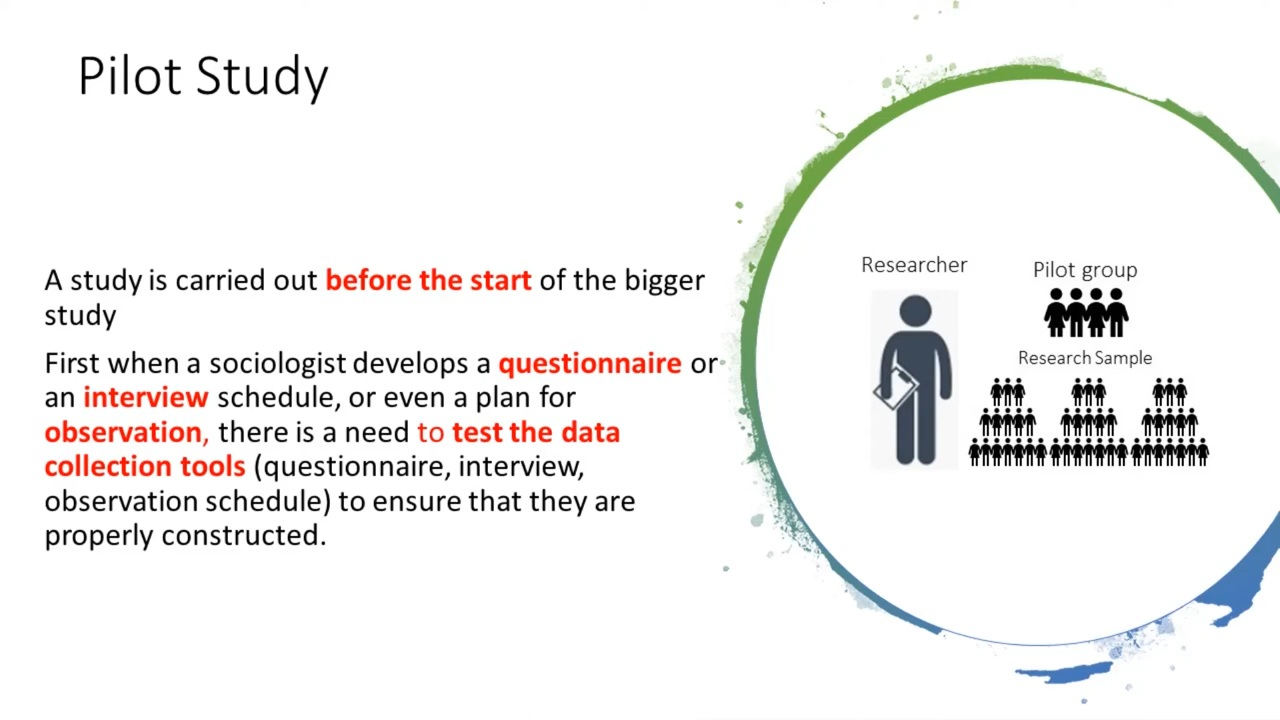 Pilot Study
A study is carried out before the start of the bigger
study
First when a sociologist develops a questionnaire or
an interview schedule, or even a plan for
observation, there is a need to test the data
collection tools (questionnaire, interview,
observation schedule) to ensure that they are
properly constructed.
Researcher
Pilot group
Research Sample